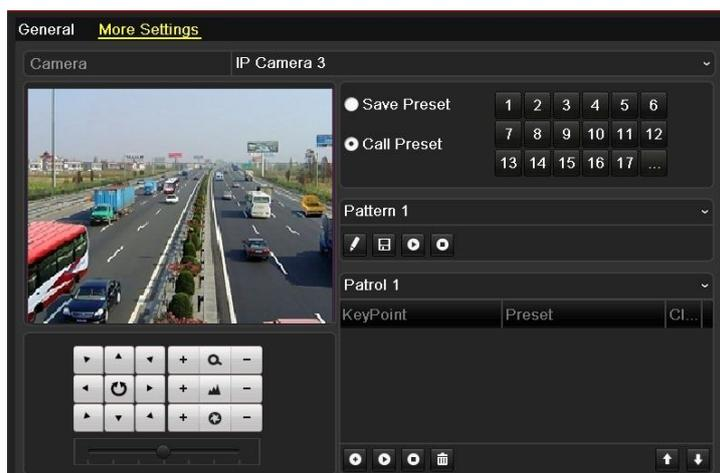 General More Settings
Camera IP Camera 3
Save Preset 1 2 3 4 5 6
Call Preset 7 8 9 10 11 12
13 14 15 16 17 ...
Pattern 1
Patrol 1
KeyPoint Preset Cl...